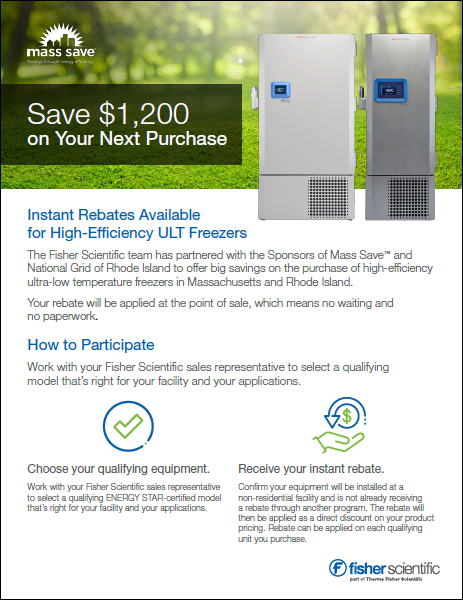 mass save
Savings through energy efficiency
Save $1,200
on Your Next Purchase
Instant Rebates Available
for High-Efficiency ULT Freezers
The Fisher Scientific team has partnered with the Sponsors of Mass Save™ and
National Grid of Rhode Island to offer big savings on the purchase of high-efficiency
ultra-low temperature freezers in Massachusetts and Rhode Island.
Your rebate will be applied at the point of sale, which means no waiting and
no paperwork.
How to Participate
Work with your Fisher Scientific sales representative to select a qualifying
model that's right for your facility and your applications.
$
Choose your qualifying equipment.
Work with your Fisher Scientific sales representative
to select a qualifying ENERGY STAR-certified model
that's right for your facility and your applications.
Receive your instant rebate.
Confirm your equipment will be installed at a
non-residential facility and is not already receiving
a rebate through another program. The rebate will
then be applied as a direct discount on your product
pricing. Rebate can be applied on each qualifying
unit you purchase.
f fisher scientific
part of Thermo Fisher Scientific